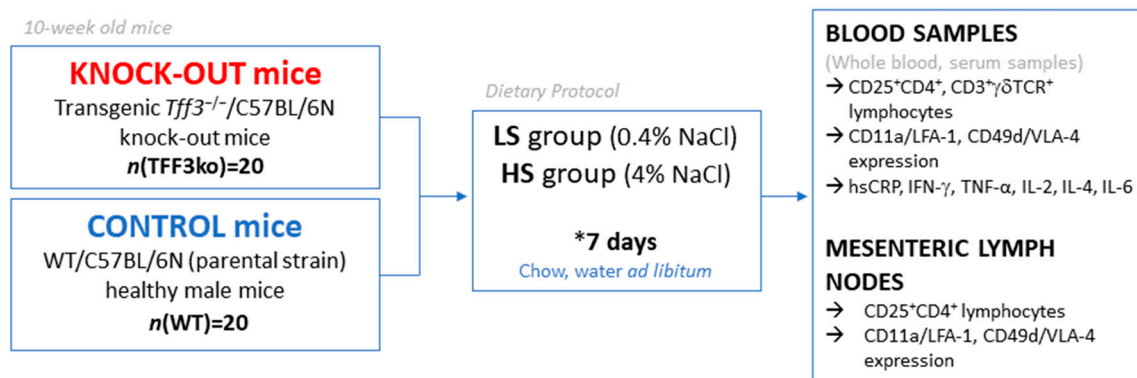 10-week old mice
KNOCK-OUT mice
Transgenic Tff3⁻/⁻/C57BL/6N
knock-out mice
n(TFF3ko)=20
CONTROL mice
WT/C57BL/6N (parental strain)
healthy male mice
n(WT)=20
Dietary Protocol
LS group (0.4% NaCl)
HS group (4% NaCl)
*7 days
Chow, water ad libitum
BLOOD SAMPLES
(Whole blood, serum samples)
→ CD25⁺CD4⁺, CD3⁺γδTCR⁺
lymphocytes
→ CD11a/LFA-1, CD49d/VLA-4
expression
→ hsCRP, IFN-γ, TNF-α, IL-2, IL-4, IL-6
MESENTERIC LYMPH
NODES
→ CD25⁺CD4⁺ lymphocytes
→ CD11a/LFA-1, CD49d/VLA-4
expression